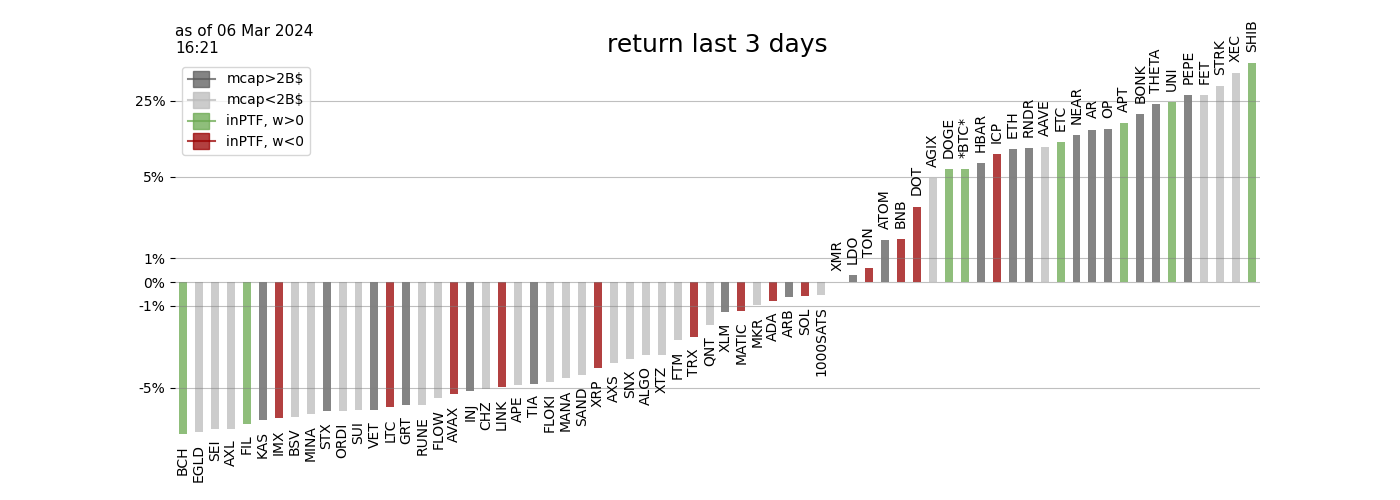 as of 06 Mar 2024
16:21
return last 3 days
mcap>2B$
mcap<2B$
inPTF, w>0
inPTF, w<0
25%
5%
1%
0%
-1%
-5%
BCH
EGLD
SEI
AXL
FIL
KAS
IMX
BSV
MINA
STX
ORDI
SUI
VET
LTC
GRT
RUNE
FLOW
AVAX
INJ
CHZ
LINK
APE
TIA
FLOKI
MANA
SAND
XRP
AXS
SNX
ALGO
XTZ
FTM
TRX
QNT
XLM
MATIC
MKR
ADA
ARB
SOL
1000SATS
XMR
LDO
TON
ATOM
BNB
DOT
AGIX
DOGE
*BTC*
HBAR
ICP
ETH
RNDR
AAVE
ETC
NEAR
AR
OP
APT
BONK
THETA
UNI
PEPE
FET
STRK
XEC
SHIB